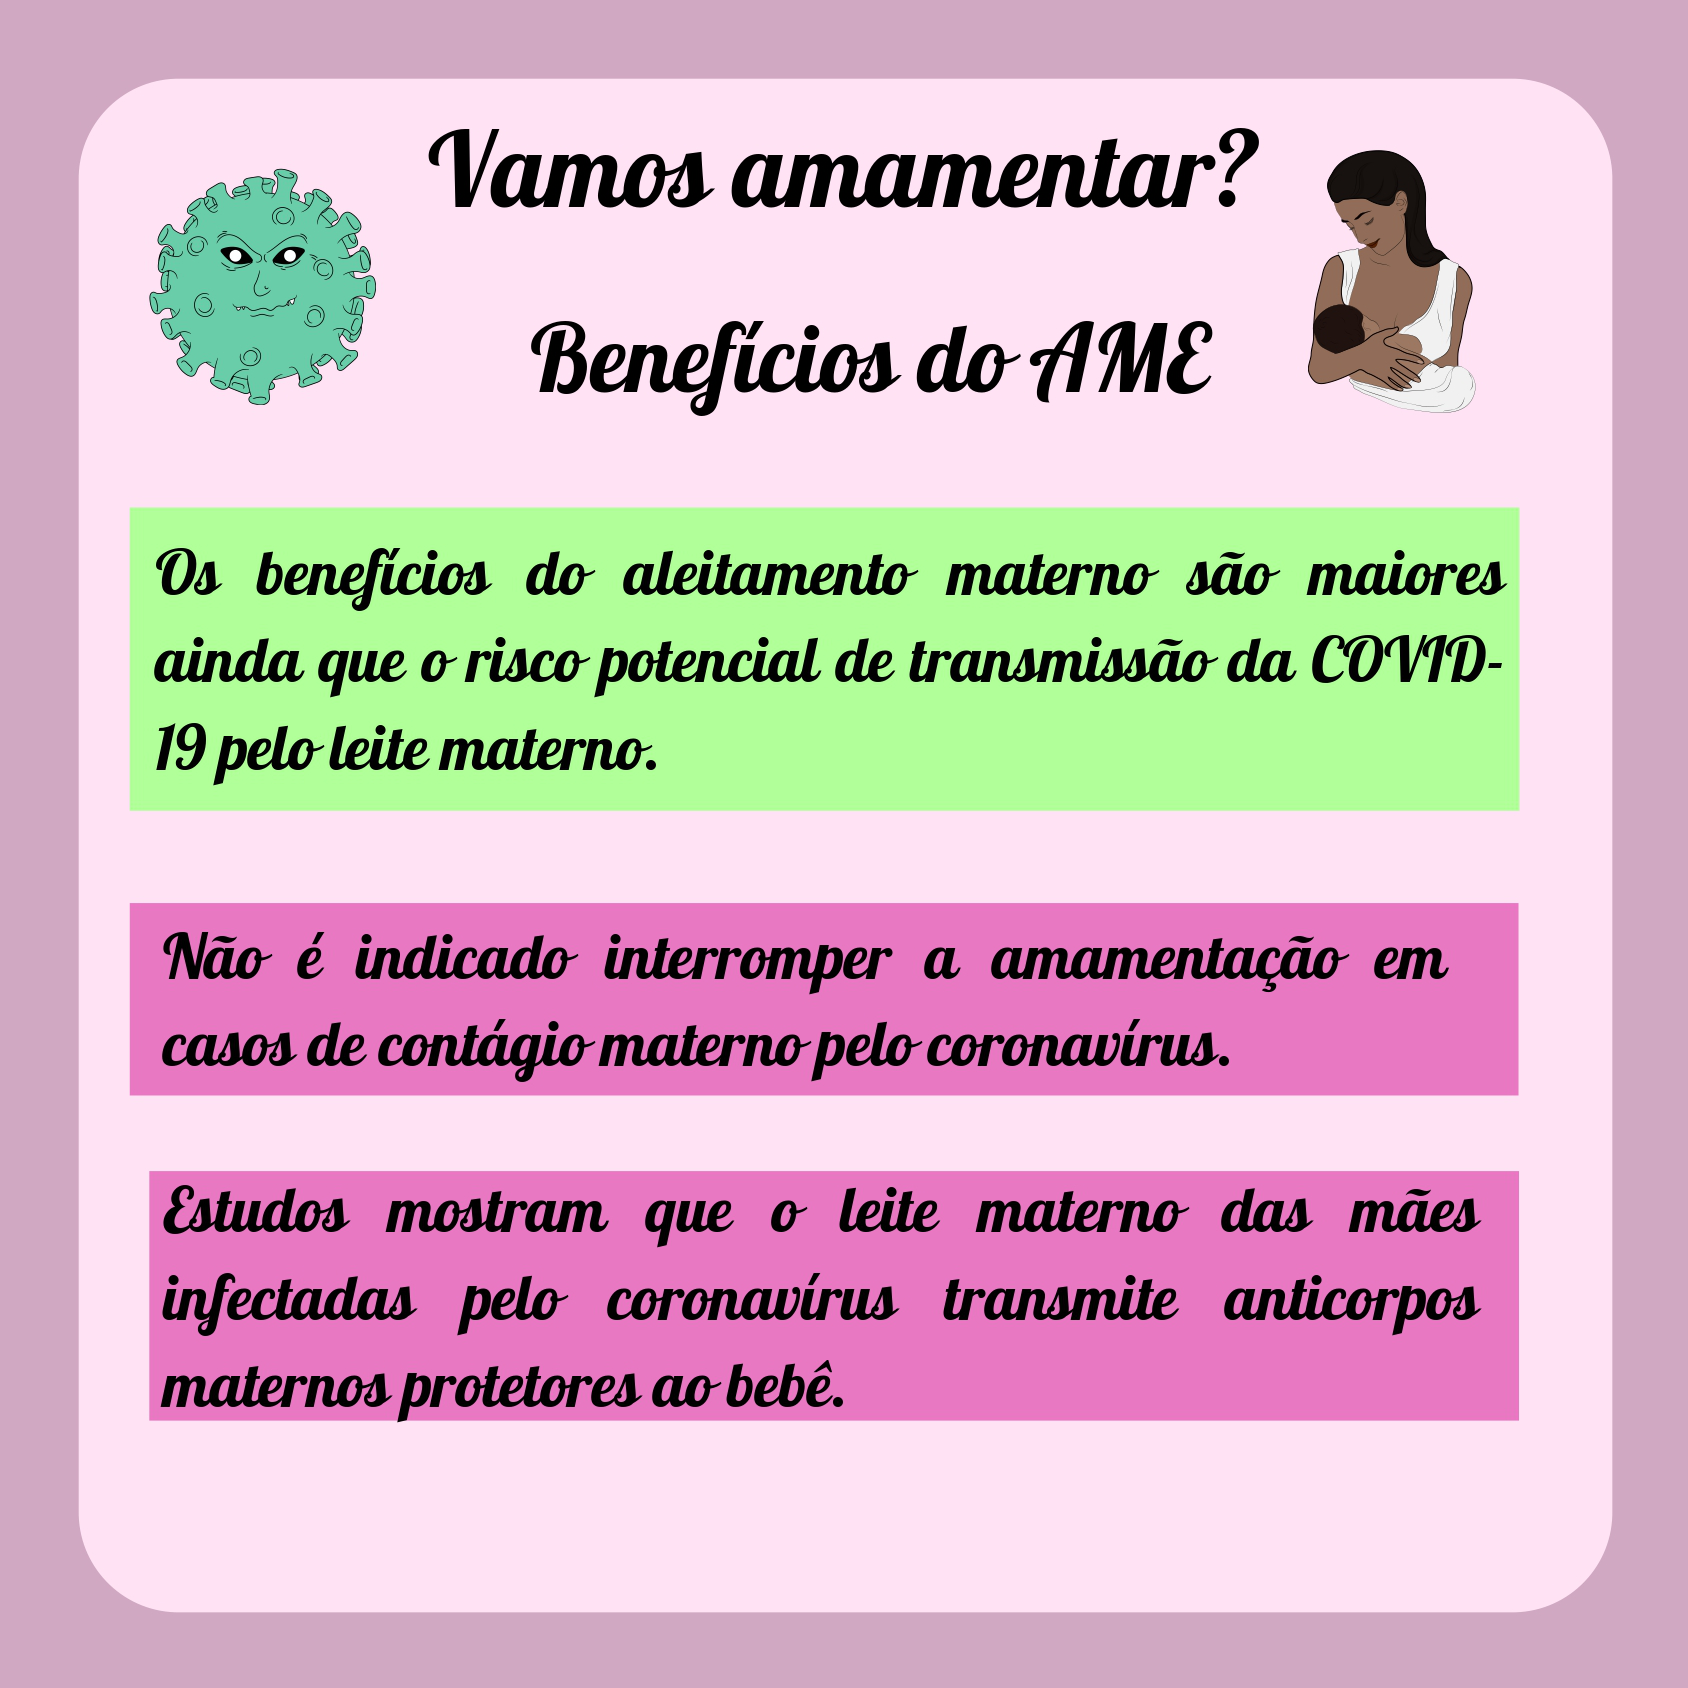 Vamos amamentar?
Benefícios do AME
Os benefícios do aleitamento materno são maiores
ainda que o risco potencial de transmissão da COVID-
19 pelo leite materno.
Não é indicado interromper a amamentação em
casos de contágio materno pelo coronavírus.
Estudos mostram que o leite materno das mães
infectadas pelo coronavírus transmite anticorpos
maternos protetores ao bebê.